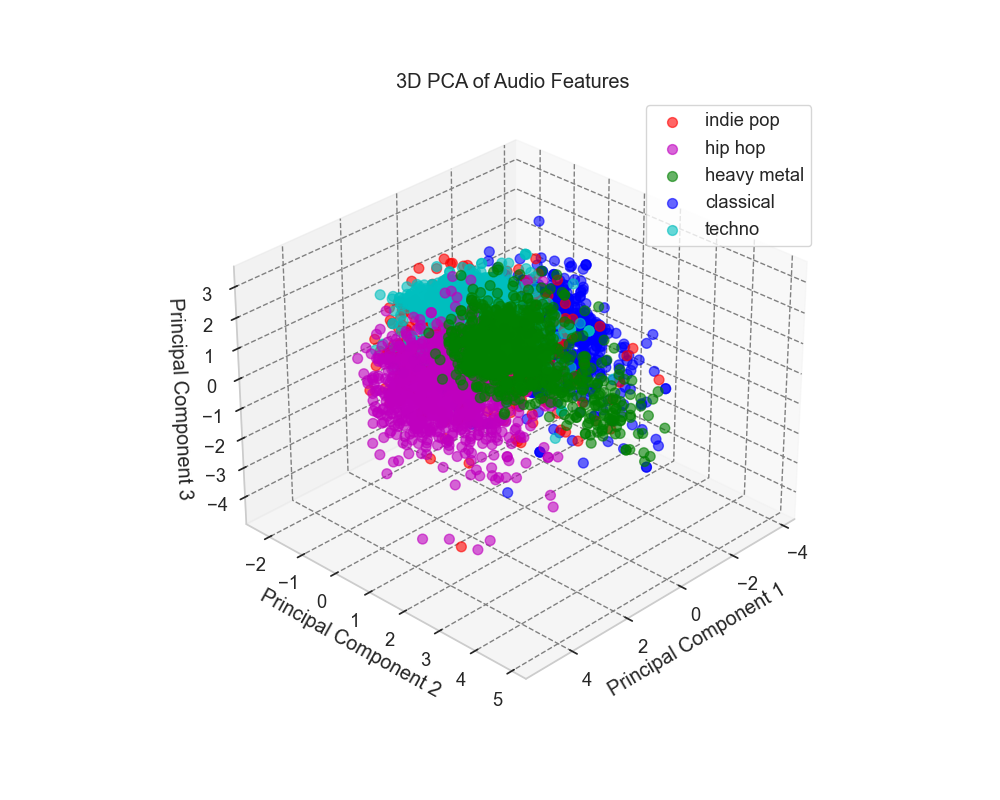 3D PCA of Audio Features
indie pop
hip hop
heavy metal
classical
techno
3
2
1
0
−1
−2
−3
−4
Principal Component 3
−2
−1
0
1
2
3
4
5
Principal Component 2
−4
−2
0
2
4
Principal Component 1